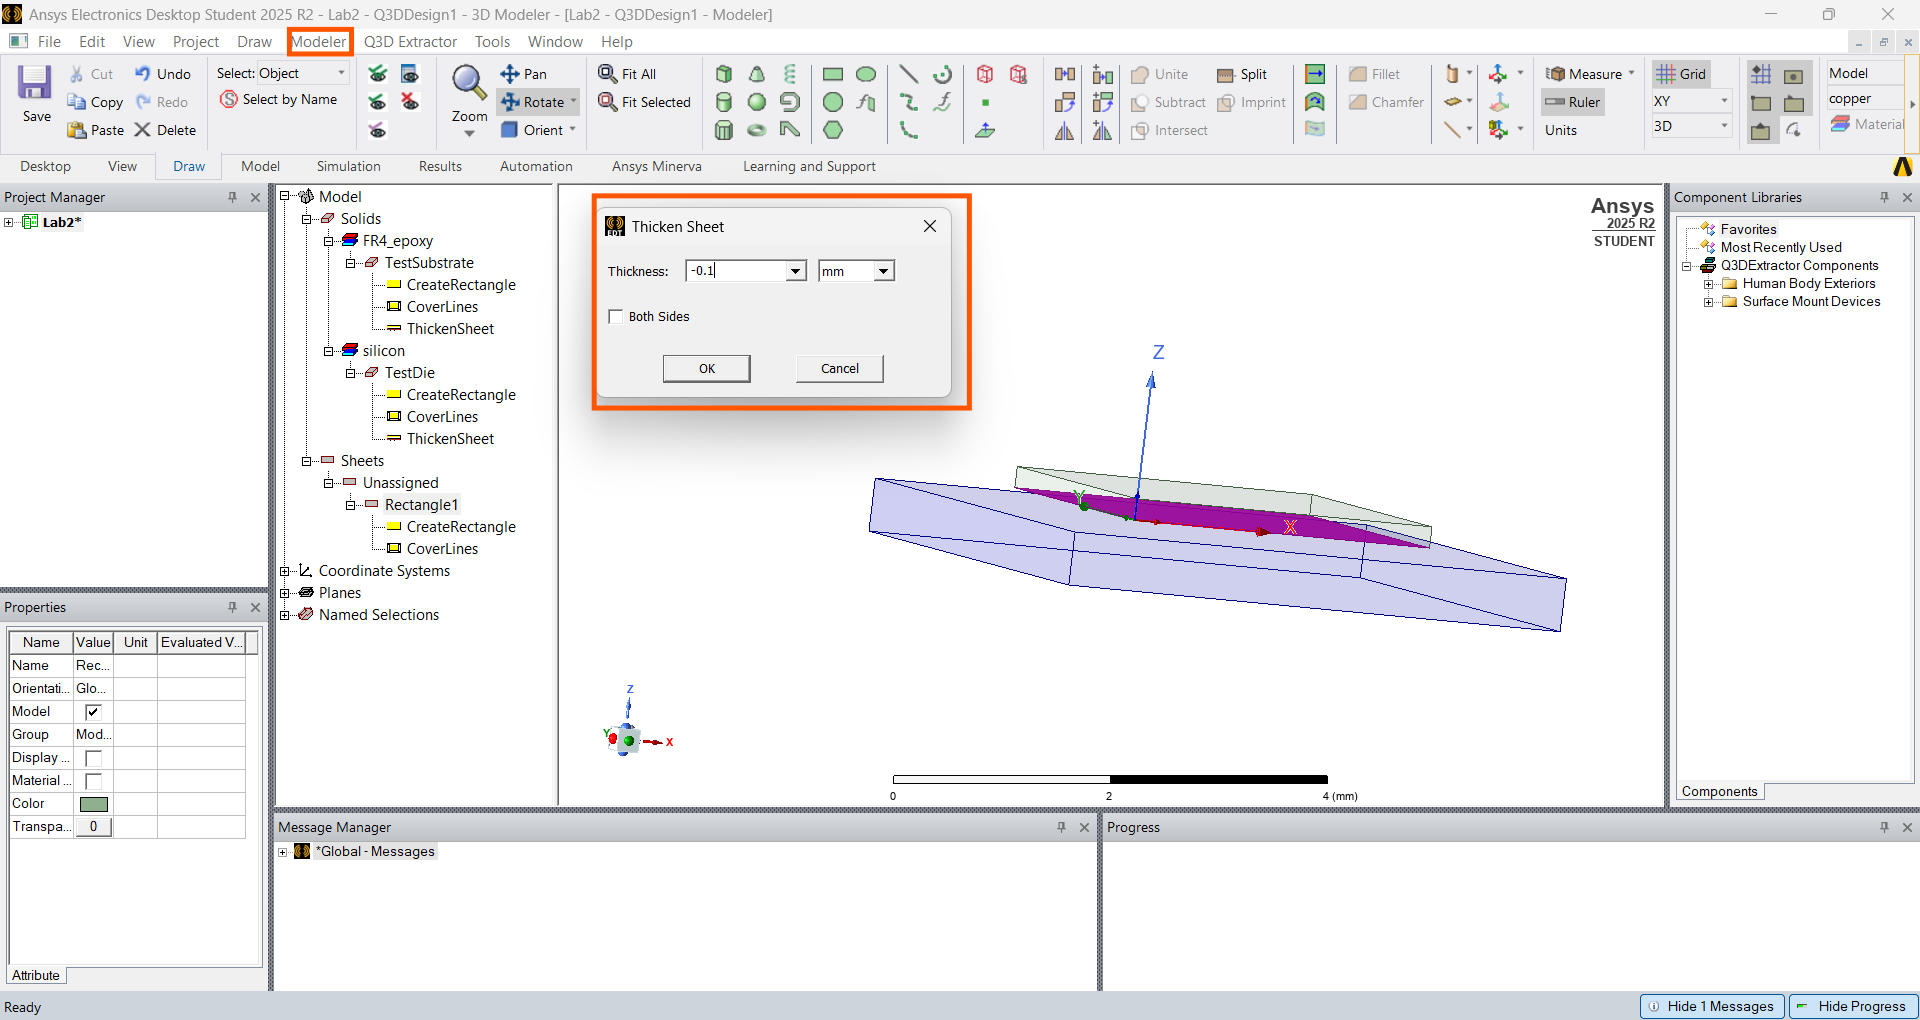 Ansys Electronics Desktop Student 2025 R2 - Lab2 - Q3DDesign1 - 3D Modeler - [Lab2 - Q3DDesign1 - Modeler]
File Edit View Project Draw Modeler Q3D Extractor Tools Window Help
Save
Cut
Copy
Paste
Undo
Redo
Delete
Select: Object
Select by Name
Zoom
Pan
Rotate
Orient
Fit All
Fit Selected
Unite
Subtract
Intersect
Split
Imprint
Fillet
Chamfer
Measure
Ruler
Units
Grid
XY
3D
Model
copper
Material
Desktop View Draw Model Simulation Results Automation Ansys Minerva Learning and Support
Project Manager
Lab2*
Model
Solids
FR4_epoxy
TestSubstrate
CreateRectangle
CoverLines
ThickenSheet
silicon
TestDie
CreateRectangle
CoverLines
ThickenSheet
Sheets
Unassigned
Rectangle1
CreateRectangle
CoverLines
Coordinate Systems
Planes
Named Selections
EDT
Thicken Sheet
Thickness: -0.1 mm
Both Sides
OK Cancel
Ansys
2025 R2
STUDENT
Z
Y
X
Z
Y
X
0 2 4 (mm)
Component Libraries
Favorites
Most Recently Used
Q3DExtractor Components
Human Body Exteriors
Surface Mount Devices
Components
Properties
Name Value Unit Evaluated V...
Name Rec...
Orientati... Glo...
Model
Group Mod...
Display ...
Material ...
Color
Transpa... 0
Attribute
Message Manager
*Global - Messages
Progress
Ready
Hide 1 Messages
Hide Progress